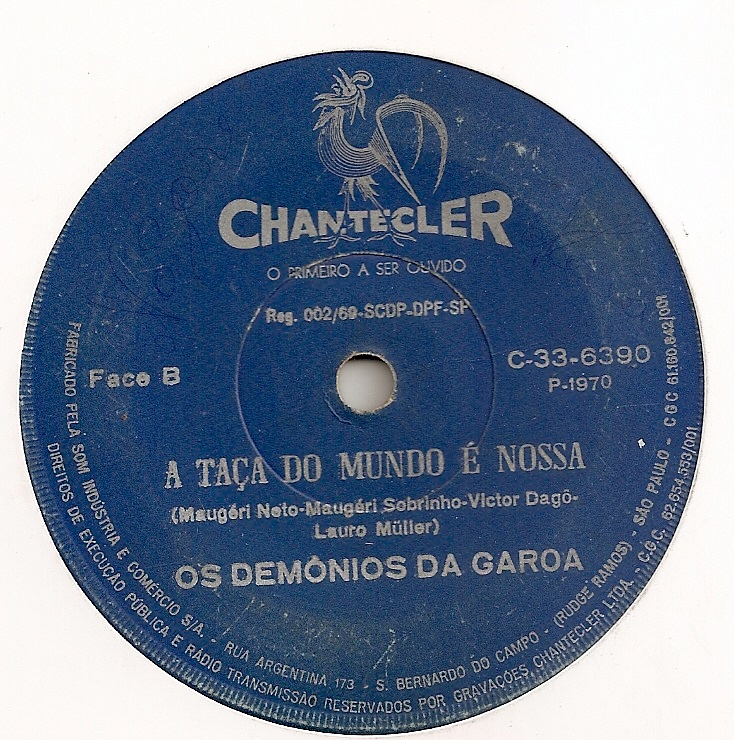 CHANTECLER
O PRIMEIRO A SER OUVIDO
Reg. 002/69-SCDP-DPF-SP
Face B
C-33-6390
P-1970
A TAÇA DO MUNDO É NOSSA
(Maugéri Neto-Maugéri Sobrinho-Victor Dagô-
Lauro Müller)
OS DEMÔNIOS DA GAROA
FABRICADO PELA SOM INDÚSTRIA E COMÉRCIO S/A. - RUA ARGENTINA 173 - S. BERNARDO DO CAMPO - (RUDGE RAMOS) - SÃO PAULO - CGC 61.160.842/001
DIREITOS DE EXECUÇÃO PÚBLICA E RÁDIO TRANSMISSÃO RESERVADOS POR GRAVAÇÕES CHANTECLER LTDA. - C.G.C. 62.654.553/001